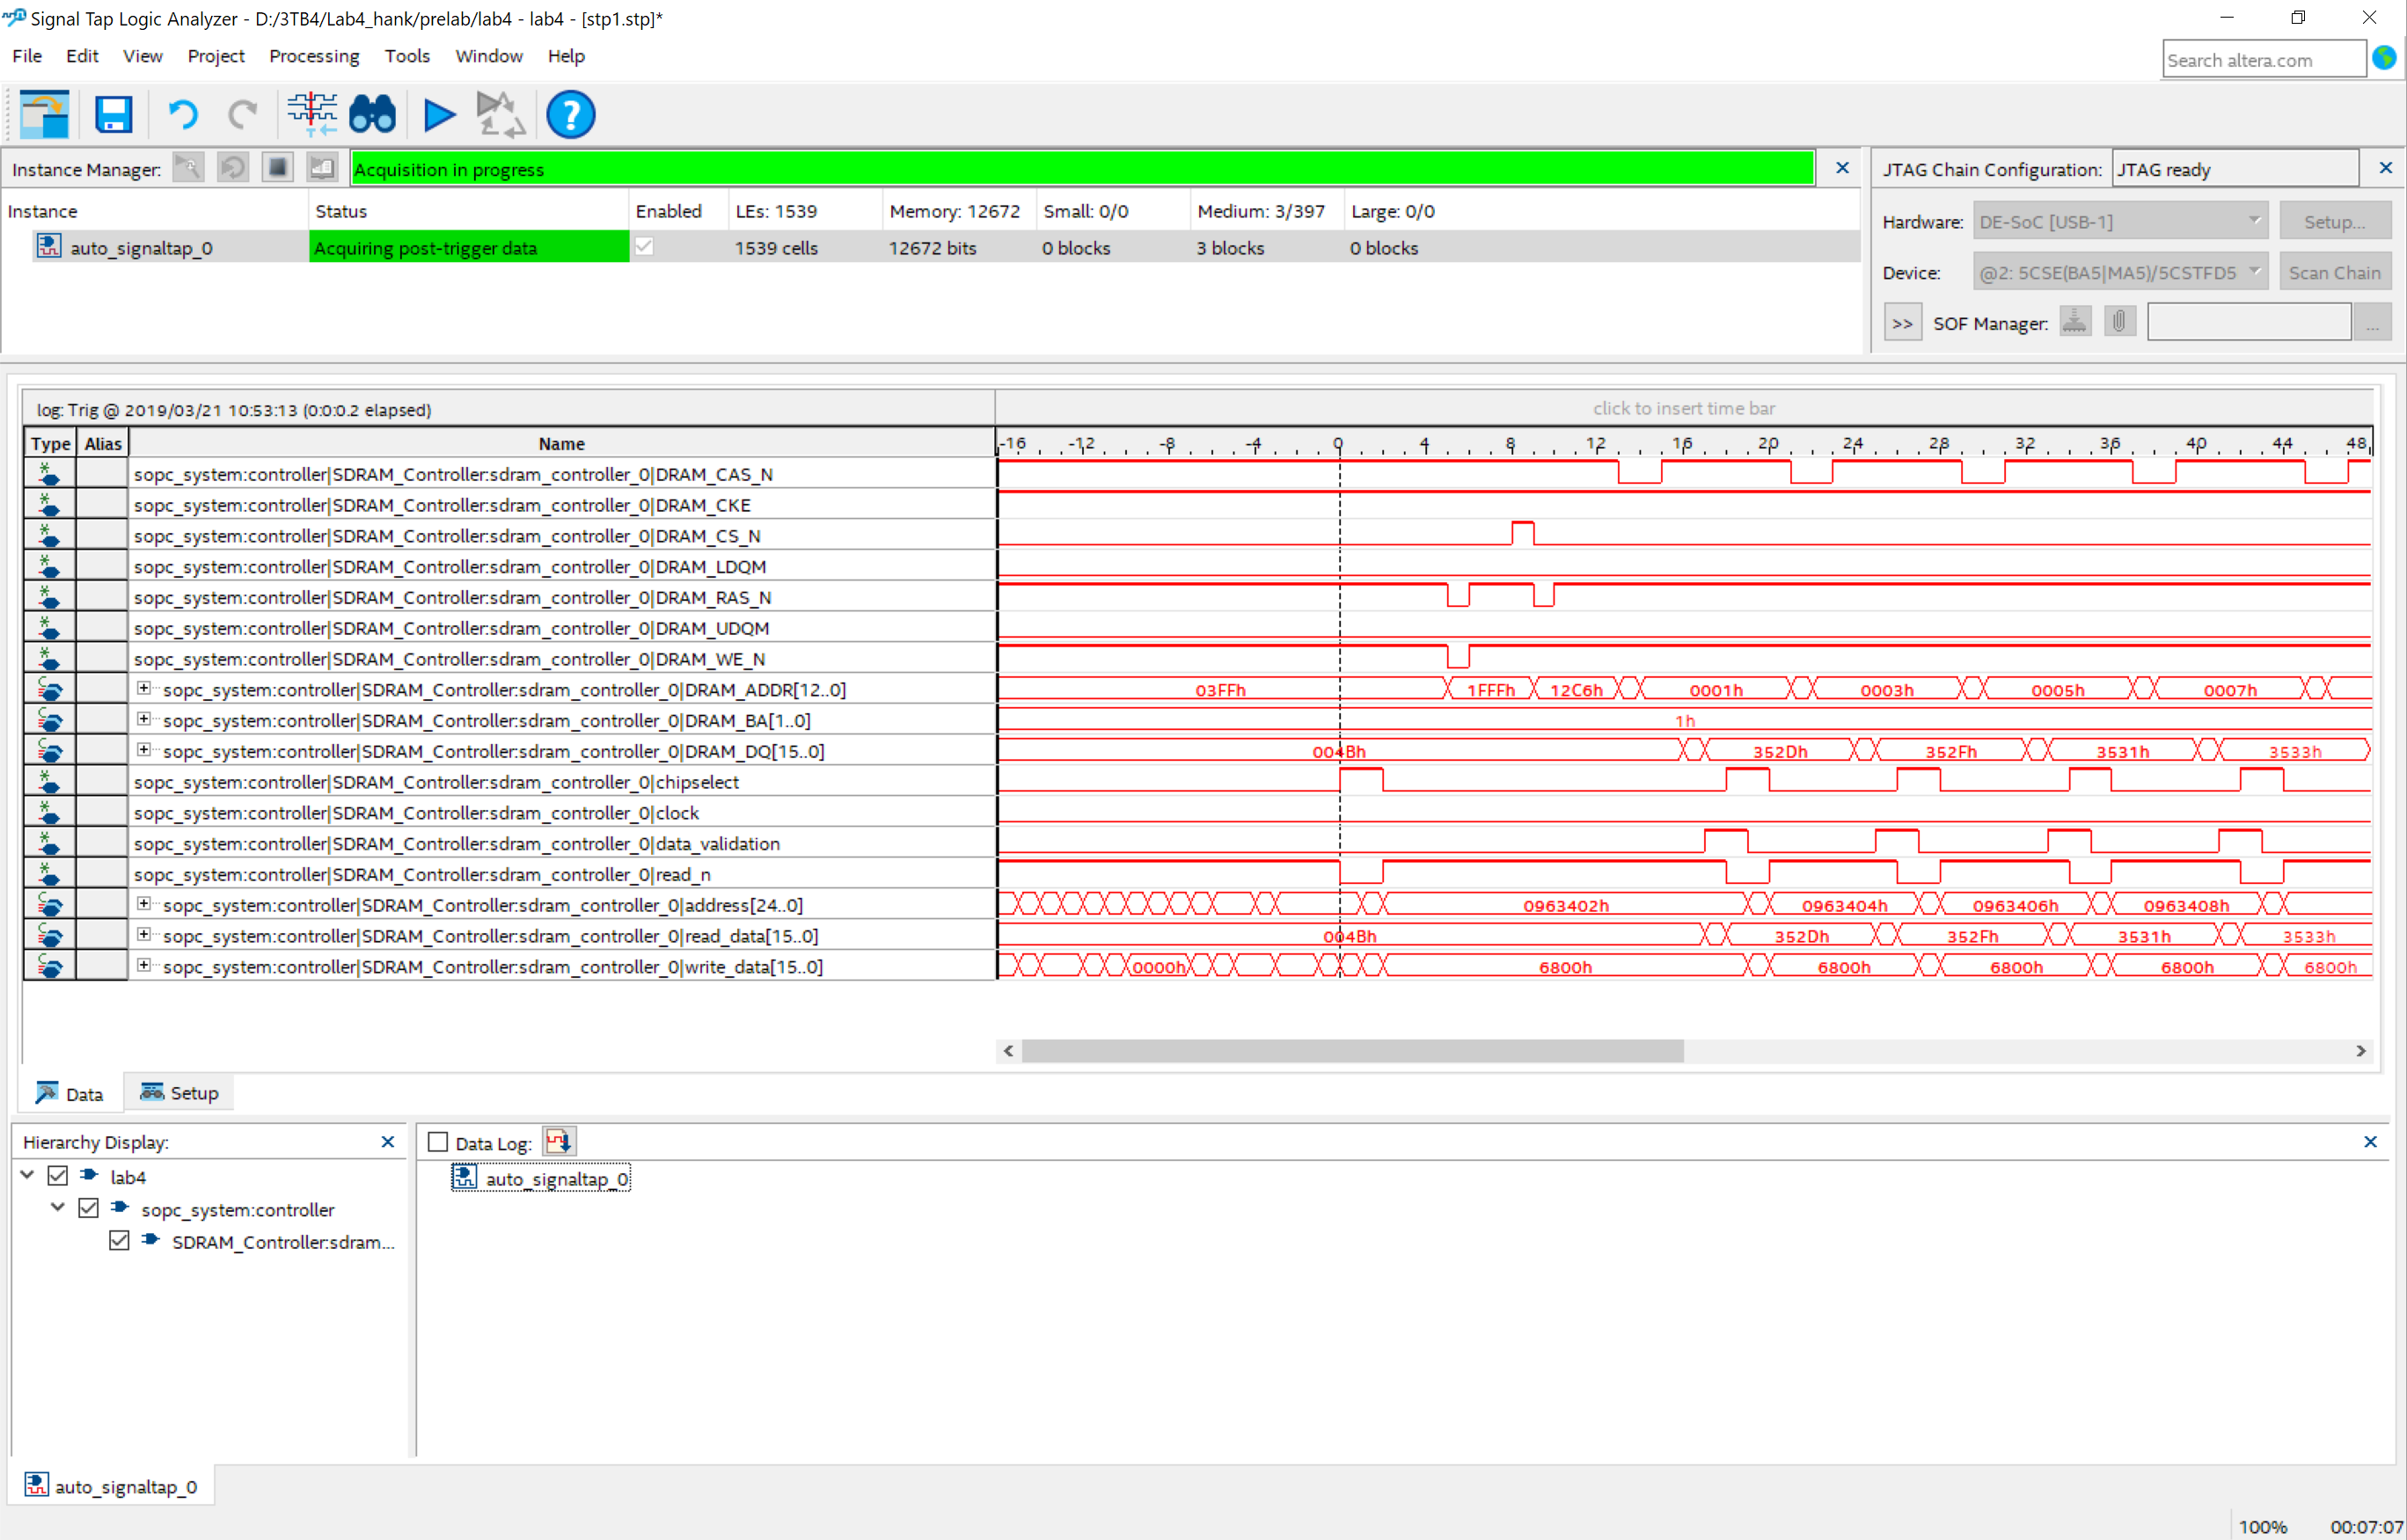 Signal Tap Logic Analyzer - D:/3TB4/Lab4_hank/prelab/lab4 - lab4 - [stp1.stp]*
File Edit View Project Processing Tools Window Help
Search altera.com
Instance Manager: Acquisition in progress
JTAG Chain Configuration: JTAG ready
Instance Status Enabled LEs: 1539 Memory: 12672 Small: 0/0 Medium: 3/397 Large: 0/0
auto_signaltap_0 Acquiring post-trigger data 1539 cells 12672 bits 0 blocks 3 blocks 0 blocks
Hardware: DE-SoC [USB-1] Setup...
Device: @2: 5CSE(BA5|MA5)/5CSTFD5 Scan Chain
>> SOF Manager: ...
log: Trig @ 2019/03/21 10:53:13 (0:0:0.2 elapsed) click to insert time bar
Type Alias Name -16 -12 -8 -4 0 4 8 12 16 20 24 28 32 36 40 44 48
sopc_system:controller|SDRAM_Controller:sdram_controller_0|DRAM_CAS_N
sopc_system:controller|SDRAM_Controller:sdram_controller_0|DRAM_CKE
sopc_system:controller|SDRAM_Controller:sdram_controller_0|DRAM_CS_N
sopc_system:controller|SDRAM_Controller:sdram_controller_0|DRAM_LDQM
sopc_system:controller|SDRAM_Controller:sdram_controller_0|DRAM_RAS_N
sopc_system:controller|SDRAM_Controller:sdram_controller_0|DRAM_UDQM
sopc_system:controller|SDRAM_Controller:sdram_controller_0|DRAM_WE_N
sopc_system:controller|SDRAM_Controller:sdram_controller_0|DRAM_ADDR[12..0] 03FFh 1FFFh 12C6h 0001h 0003h 0005h 0007h
sopc_system:controller|SDRAM_Controller:sdram_controller_0|DRAM_BA[1..0] 1h
sopc_system:controller|SDRAM_Controller:sdram_controller_0|DRAM_DQ[15..0] 004Bh 352Dh 352Fh 3531h 3533h
sopc_system:controller|SDRAM_Controller:sdram_controller_0|chipselect
sopc_system:controller|SDRAM_Controller:sdram_controller_0|clock
sopc_system:controller|SDRAM_Controller:sdram_controller_0|data_validation
sopc_system:controller|SDRAM_Controller:sdram_controller_0|read_n
sopc_system:controller|SDRAM_Controller:sdram_controller_0|address[24..0] 0963402h 0963404h 0963406h 0963408h
sopc_system:controller|SDRAM_Controller:sdram_controller_0|read_data[15..0] 004Bh 352Dh 352Fh 3531h 3533h
sopc_system:controller|SDRAM_Controller:sdram_controller_0|write_data[15..0] 0000h 6800h 6800h 6800h 6800h 6800h
Data Setup
Hierarchy Display:
lab4
sopc_system:controller
SDRAM_Controller:sdram...
Data Log:
auto_signaltap_0
auto_signaltap_0
100% 00:07:07